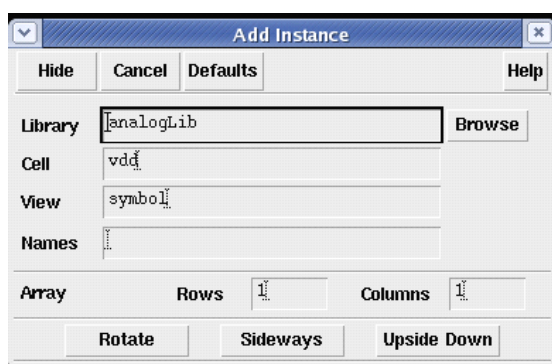 Add Instance
Hide Cancel Defaults Help
Library analogLib Browse
Cell vdd
View symbol
Names
Array Rows 1 Columns 1
Rotate Sideways Upside Down